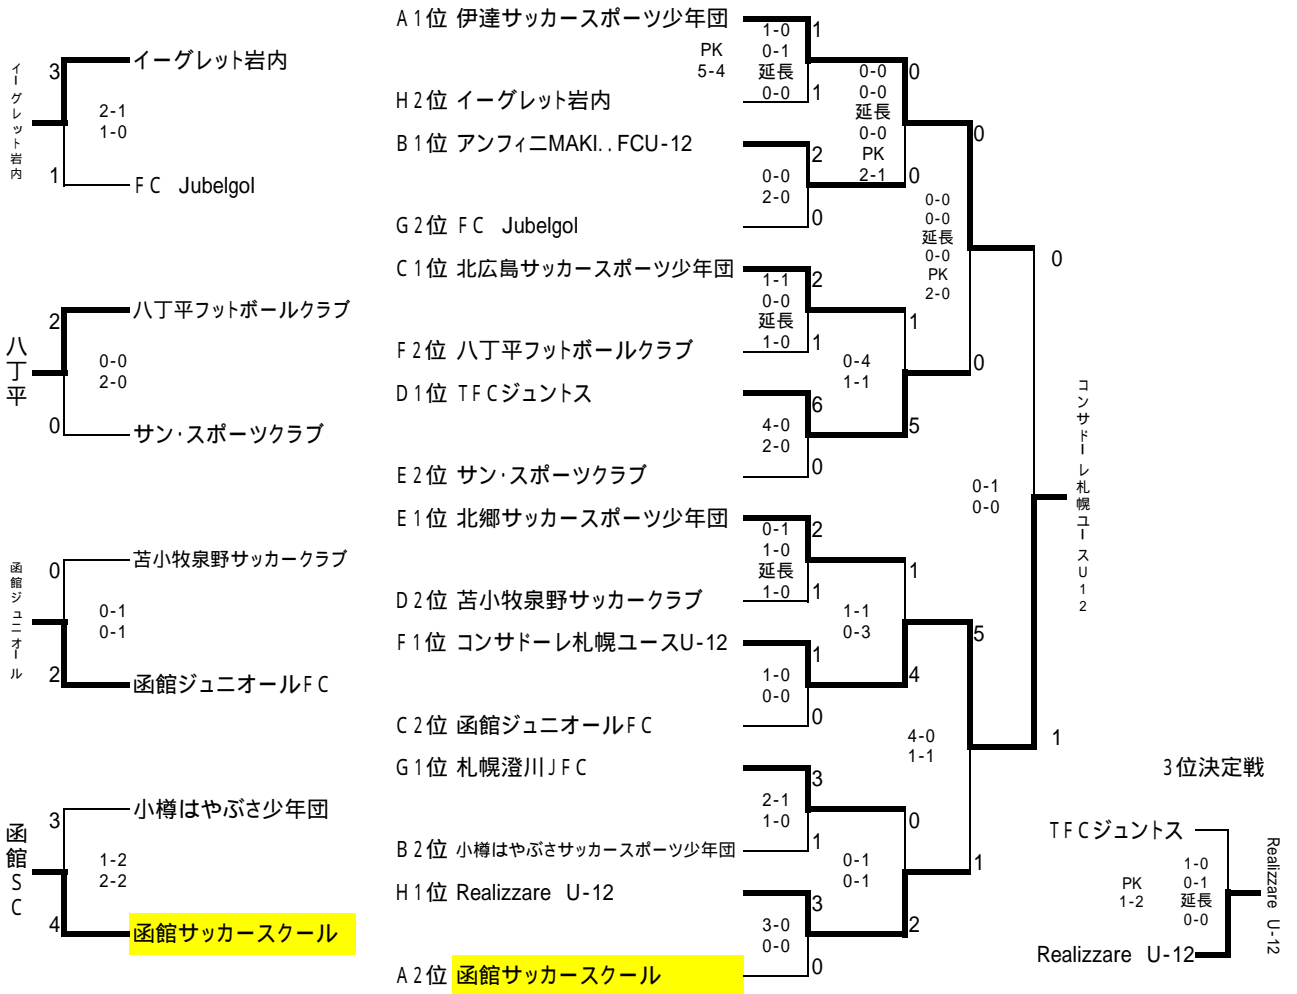 イーグレット岩内
3
イーグレット岩内
2-1
1-0
1
FC Jubelgol
八丁平
2
八丁平フットボールクラブ
0-0
2-0
0
サン・スポーツクラブ
函館ジュニオール
0
苫小牧泉野サッカークラブ
0-1
0-1
2
函館ジュニオールFC
函館SC
3
小樽はやぶさ少年団
1-2
2-2
4
函館サッカースクール
A1位 伊達サッカースポーツ少年団
1
PK
5-4
1-0
0-1
延長
0-0
H2位 イーグレット岩内
1
B1位 アンフィニMAKI..FCU-12
2
0-0
2-0
G2位 FC Jubelgol
0
0
0-0
0-0
延長
0-0
PK
2-1
0
C1位 北広島サッカースポーツ少年団
2
1-1
0-0
延長
1-0
F2位 八丁平フットボールクラブ
1
D1位 TFCジュントス
6
4-0
2-0
E2位 サン・スポーツクラブ
0
1
0-4
1-1
5
0
0-0
0-0
延長
0-0
PK
2-0
0
E1位 北郷サッカースポーツ少年団
2
0-1
1-0
延長
1-0
D2位 苫小牧泉野サッカークラブ
1
F1位 コンサドーレ札幌ユースU-12
1
1-0
0-0
C2位 函館ジュニオールFC
0
1
1-1
0-3
4
G1位 札幌澄川JFC
3
2-1
1-0
B2位 小樽はやぶさサッカースポーツ少年団
1
H1位 Realizzare U-12
3
3-0
0-0
A2位 函館サッカースクール
0
0
0-1
0-1
2
5
4-0
1-1
1
0
0-1
0-0
1
コンサドーレ札幌ユースU12
3位決定戦
TFCジュントス
PK
1-2
1-0
0-1
延長
0-0
Realizzare U-12
Realizzare U-12